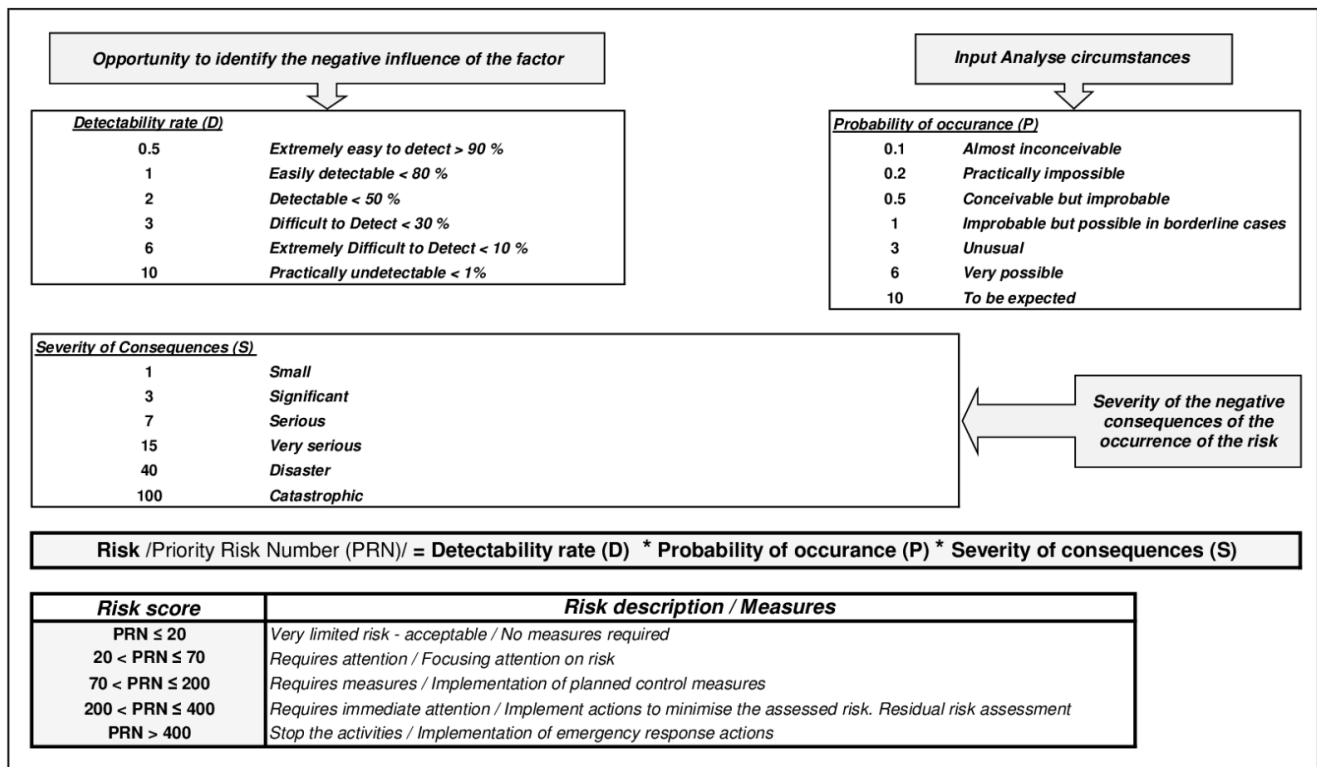 Opportunity to identify the negative influence of the factor
Input Analyse circumstances
Detectability rate (D)
0.5 Extremely easy to detect > 90 %
1 Easily detectable < 80 %
2 Detectable < 50 %
3 Difficult to Detect < 30 %
6 Extremely Difficult to Detect < 10 %
10 Practically undetectable < 1%
Probability of occurance (P)
0.1 Almost inconceivable
0.2 Practically impossible
0.5 Conceivable but improbable
1 Improbable but possible in borderline cases
3 Unusual
6 Very possible
10 To be expected
Severity of Consequences (S)
1 Small
3 Significant
7 Serious
15 Very serious
40 Disaster
100 Catastrophic
Severity of the negative
consequences of the
occurrence of the risk
Risk /Priority Risk Number (PRN)/ = Detectability rate (D) * Probability of occurance (P) * Severity of consequences (S)
Risk score Risk description / Measures
PRN ≤ 20 Very limited risk - acceptable / No measures required
20 < PRN ≤ 70 Requires attention / Focusing attention on risk
70 < PRN ≤ 200 Requires measures / Implementation of planned control measures
200 < PRN ≤ 400 Requires immediate attention / Implement actions to minimise the assessed risk. Residual risk assessment
PRN > 400 Stop the activities / Implementation of emergency response actions